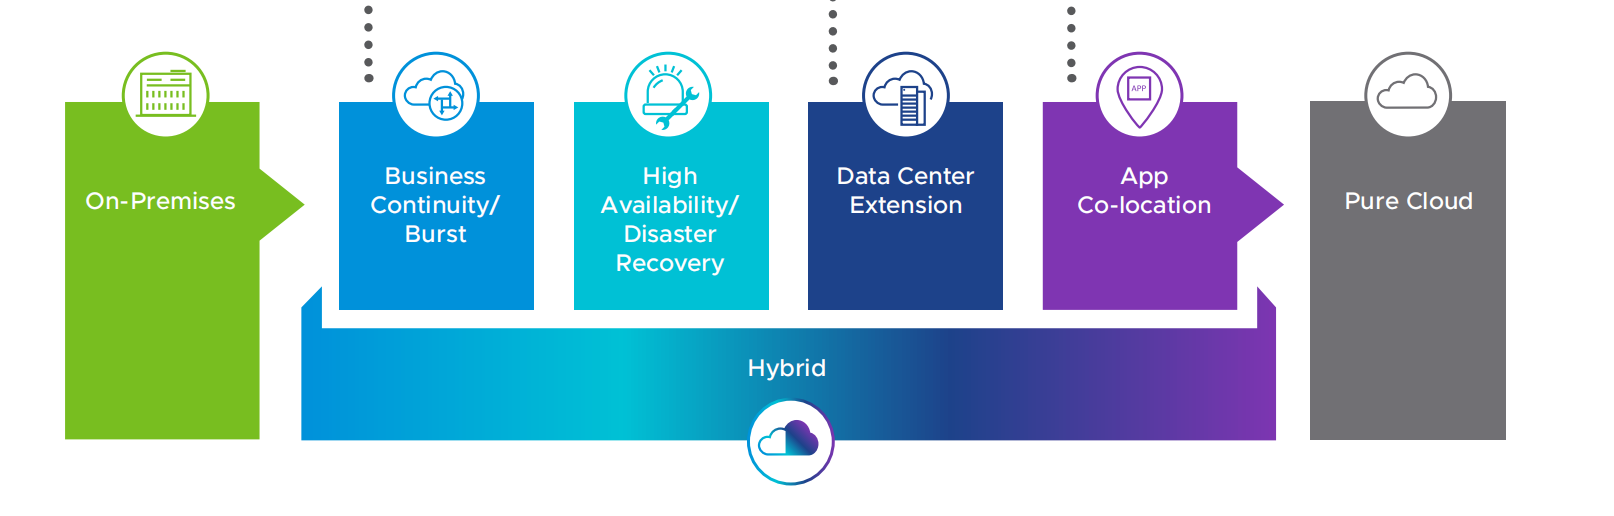 On-Premises
Business
Continuity/
Burst
High
Availability/
Disaster
Recovery
Data Center
Extension
APP
App
Co-location
Pure Cloud
Hybrid